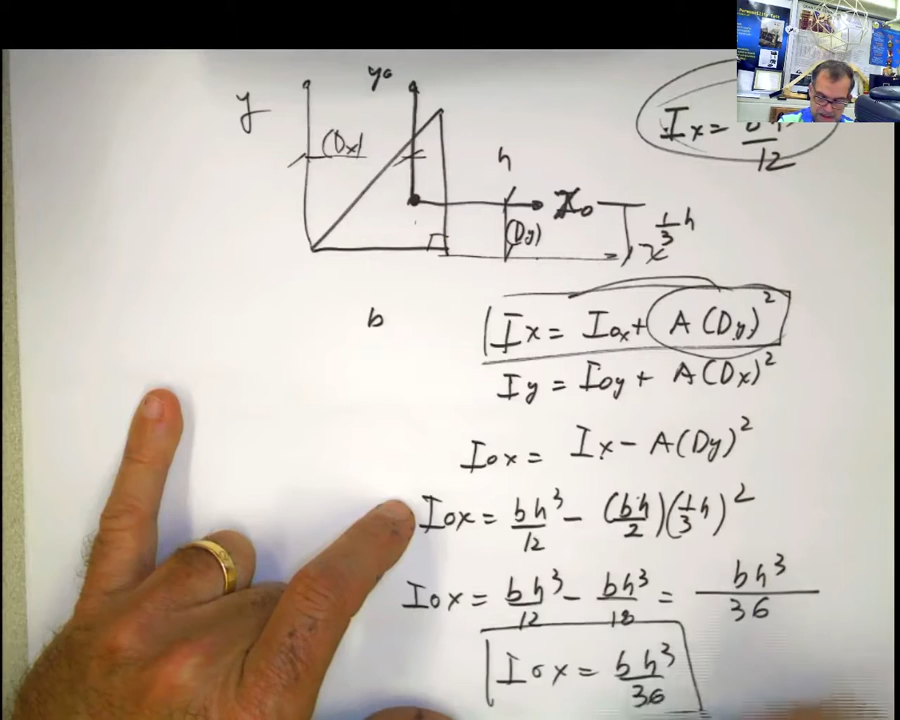 y
yo
(Dx)
h
Xo
(Dy)
1/3 h
x
b
Ix = bh³/12
Ix = Iox + A(Dy)²
Iy = Ioy + A(Dx)²
Iox = Ix - A(Dy)²
Iox = bh³/12 - (bh/2)(1/3 h)²
Iox = bh³/12 - bh³/18 = bh³/36
Iox = bh³/36